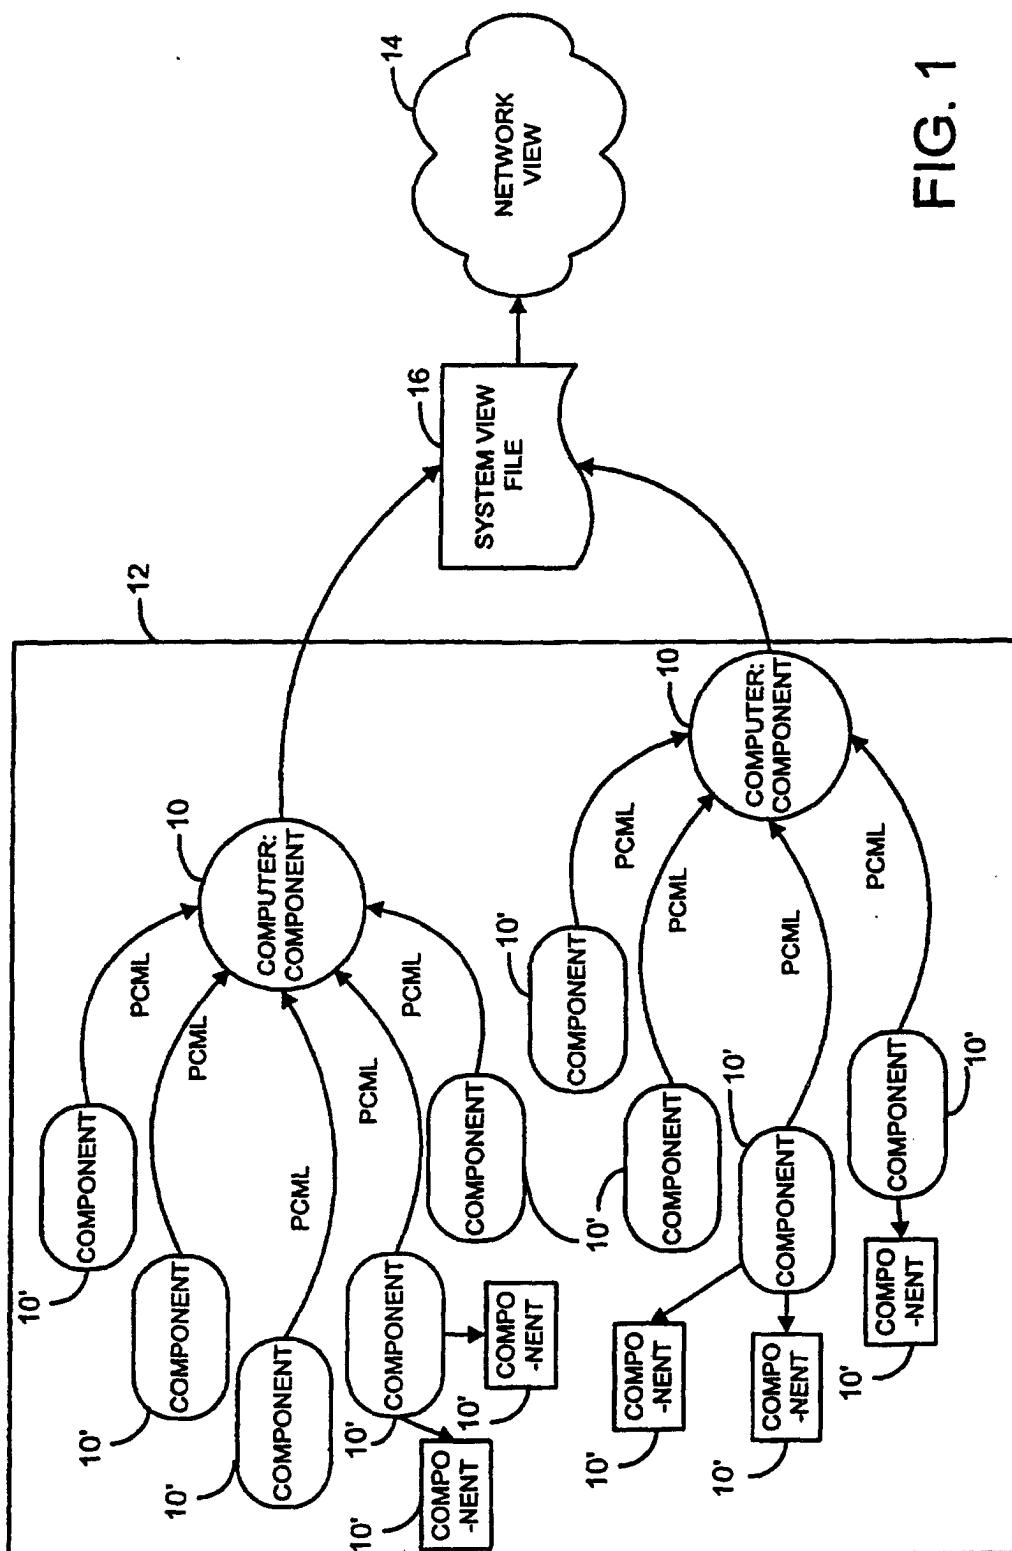 10'
COMPONENT
PCML
12
14
10'
COMPONENT
PCML
10
10'
COMPONENT
PCML
COMPUTER:
COMPONENT
10'
COMPONENT
PCML
PCML
16
10'
COMPO
-NENT
10'
COMPO
-NENT
COMPONENT
SYSTEM VIEW
FILE
NETWORK
VIEW
10'
COMPONENT
10'
PCML
10
10'
COMPO
-NENT
COMPONENT
PCML
10'
COMPO
-NENT
10'
COMPONENT
PCML
COMPUTER:
COMPONENT
10'
COMPO
-NENT
COMPONENT
PCML
10'
FIG. 1